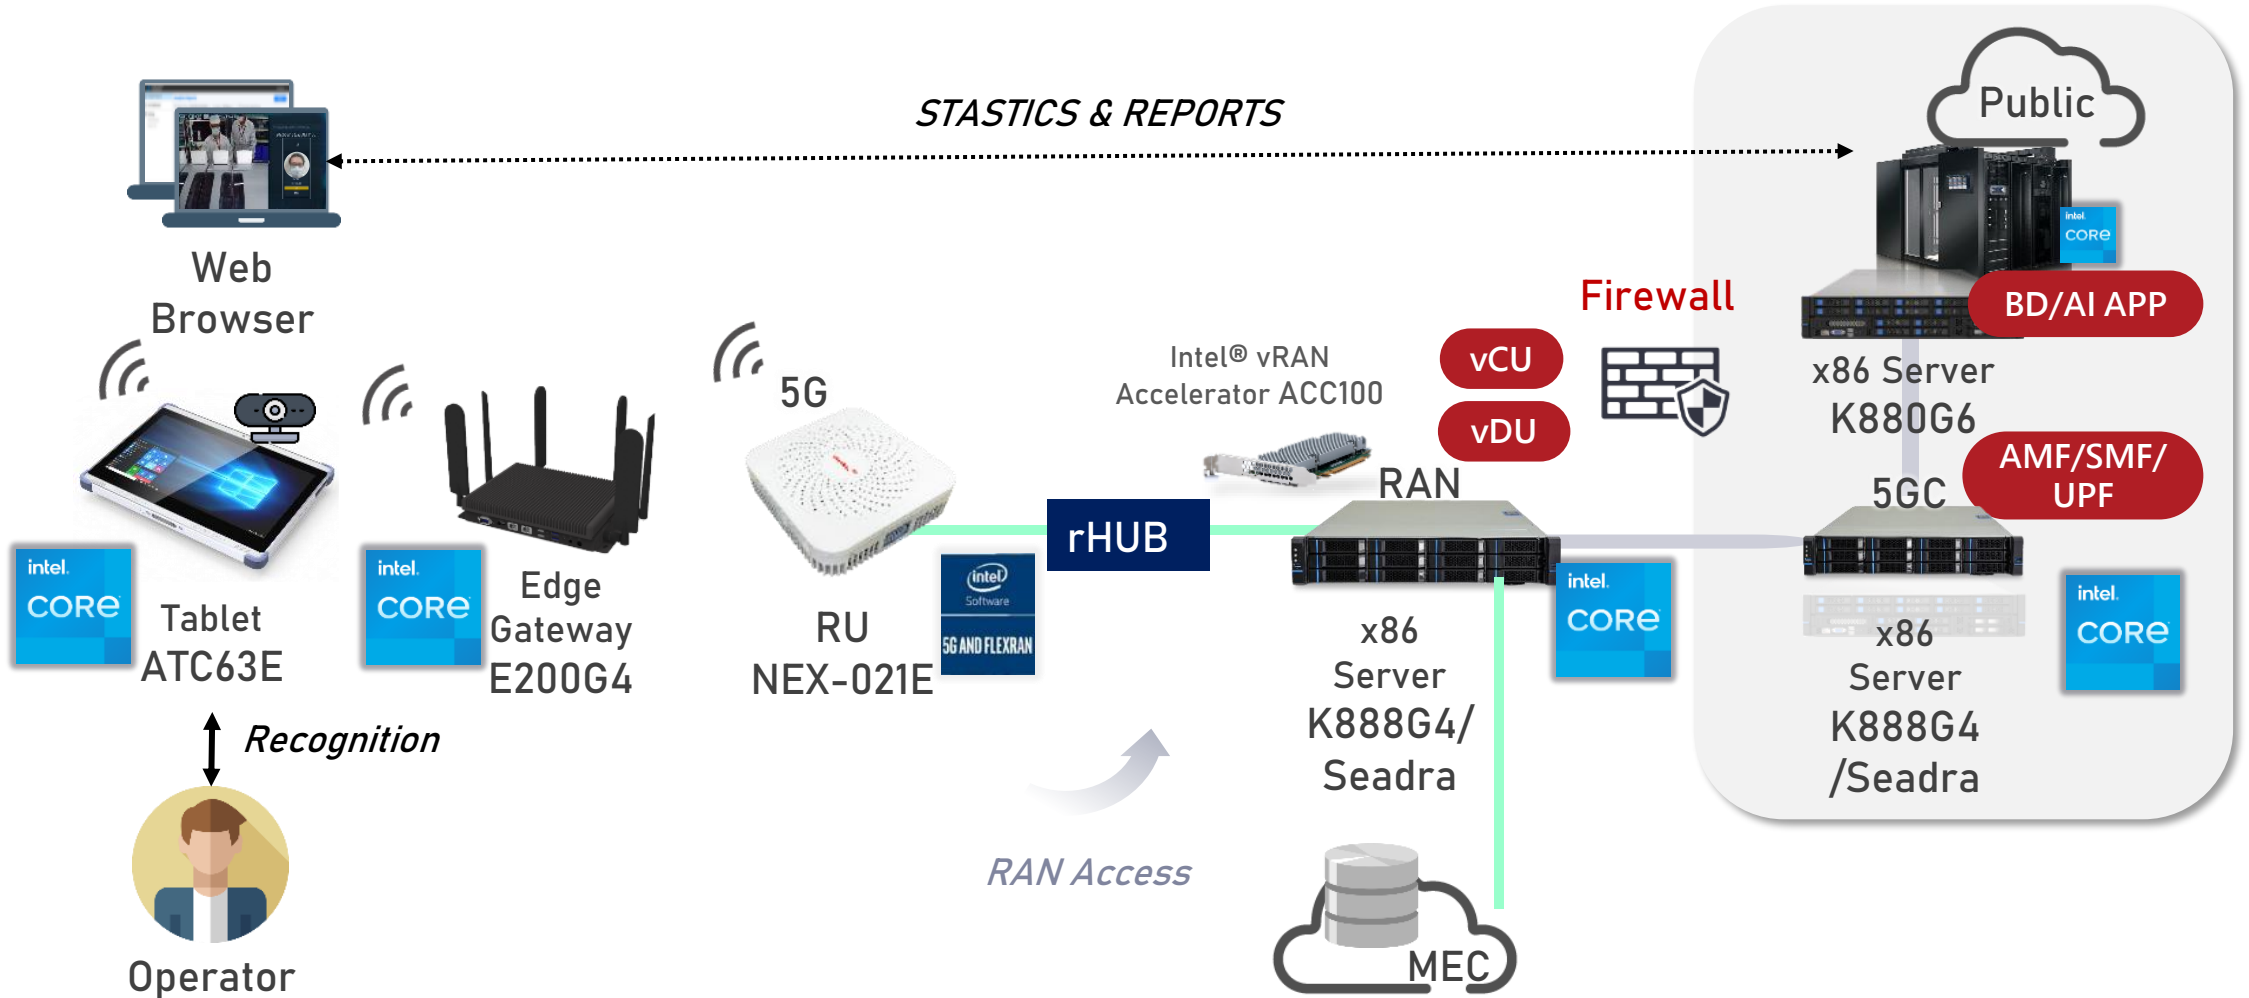 STASTICS & REPORTS
Public
Web
Browser
intel.
CORE
Firewall
BD/AI APP
x86 Server
K880G6
Intel® vRAN
Accelerator ACC100
vCU
vDU
5G
RAN
AMF/SMF/
UPF
5GC
rHUB
intel.
CORE
Tablet
ATC63E
intel.
CORE
Edge
Gateway
E200G4
RU
NEX-021E
intel
Software
5G AND FLEXRAN
x86
Server
K888G4/
Seadra
intel.
CORE
x86
Server
K888G4
/Seadra
intel.
CORE
Recognition
RAN Access
Operator
MEC